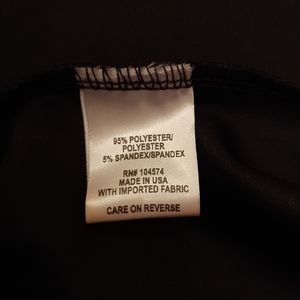 95% POLYESTER/
POLYESTER
5% SPANDEX/SPANDEX
RN# 104574
MADE IN USA
WITH IMPORTED FABRIC
CARE ON REVERSE